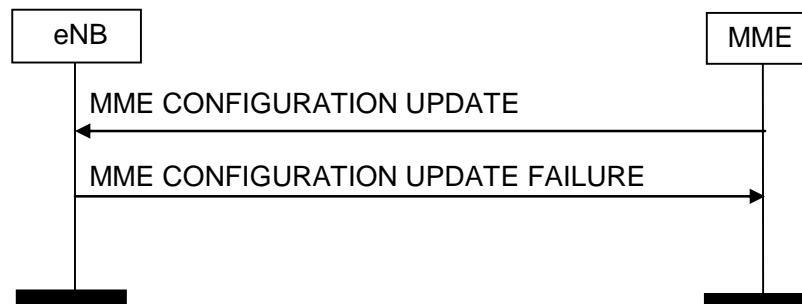 eNB
MME
MME CONFIGURATION UPDATE
MME CONFIGURATION UPDATE FAILURE